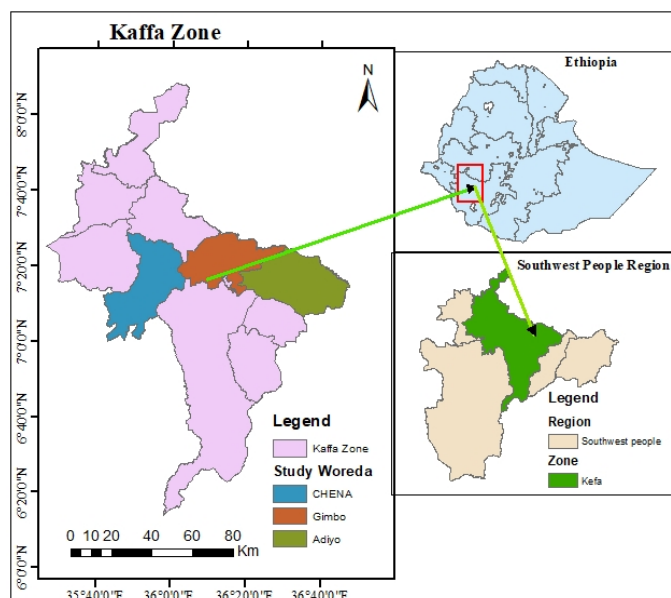 Kaffa Zone
N
8°0'0"N
7°40'0"N
7°20'0"N
7°0'0"N
6°40'0"N
6°20'0"N
6°0'0"N
Legend
Kaffa Zone
Study Woreda
CHENA
Gimbo
Adiyo
0 10 20 40 60 80
Km
35°40'0"E 36°0'0"E 36°20'0"E 36°40'0"E
Ethiopia
Southwest People Region
Legend
Region
Southwest people
Zone
Kefa